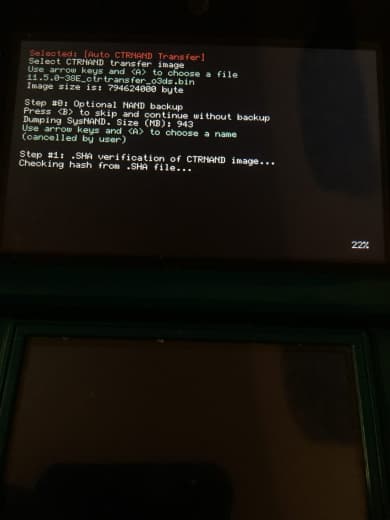 Selected: [Auto CTRNAND Transfer]
Select CTRNAND transfer image
Use arrow keys and <A> to choose a file
11.5.0-38E_ctrtransfer_o3ds.bin
Image size is: 794624000 byte
Step #0: Optional NAND backup
Press <B> to skip and continue without backup
Dumping SysNAND. Size (MB): 943
Use arrow keys and <A> to choose a name
(cancelled by user)
Step #1: .SHA verification of CTRNAND image...
Checking hash from .SHA file...
22%